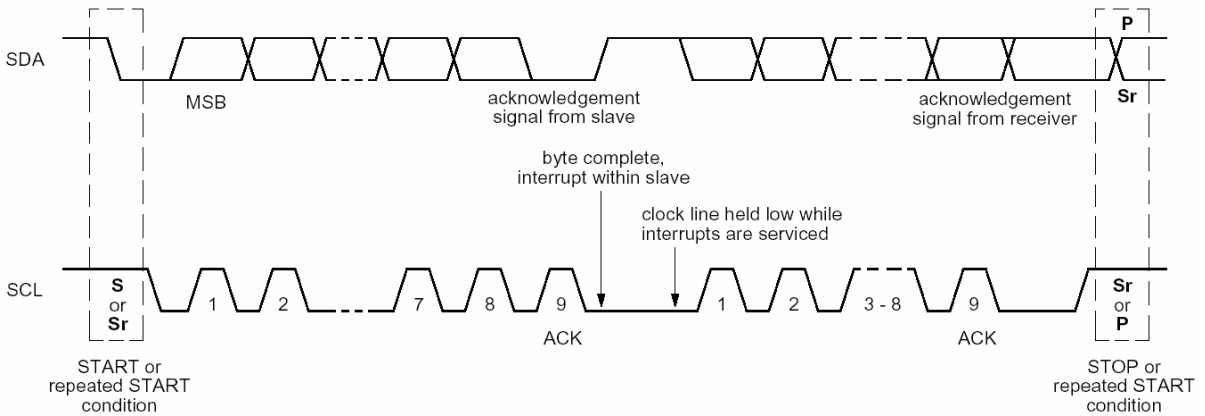 P
SDA
MSB
acknowledgement
signal from slave
acknowledgement
signal from receiver
Sr
byte complete,
interrupt within slave
clock line held low while
interrupts are serviced
SCL
S
or
Sr
1
2
7
8
9
1
2
3 - 8
9
Sr
or
P
ACK
ACK
START or
repeated START
condition
STOP or
repeated START
condition